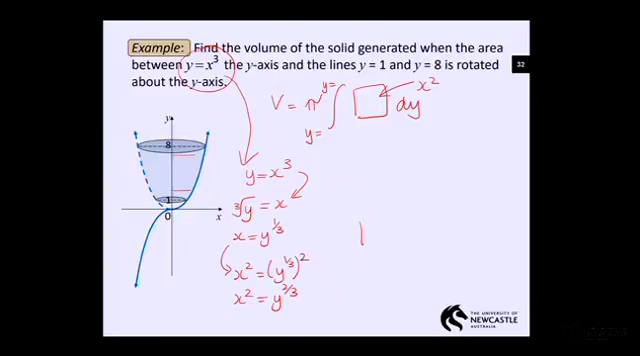 Example: Find the volume of the solid generated when the area
between y = x³ the y-axis and the lines y = 1 and y = 8 is rotated
about the y-axis.
32
x²
V = π ∫ □ dy
y=
y=
y
8
1
0
x
y = x³
∛y = x
x = y^1/3
x² = (y^1/3)²
x² = y^2/3
THE UNIVERSITY OF
NEWCASTLE
AUSTRALIA